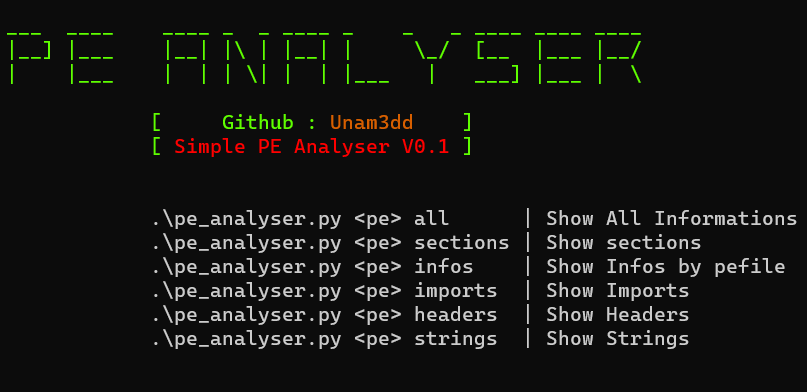 PE ANALYSER
[     Github : Unam3dd    ]
[ Simple PE Analyser V0.1 ]
.\pe_analyser.py <pe> all      | Show All Informations
.\pe_analyser.py <pe> sections | Show sections
.\pe_analyser.py <pe> infos    | Show Infos by pefile
.\pe_analyser.py <pe> imports  | Show Imports
.\pe_analyser.py <pe> headers  | Show Headers
.\pe_analyser.py <pe> strings  | Show Strings